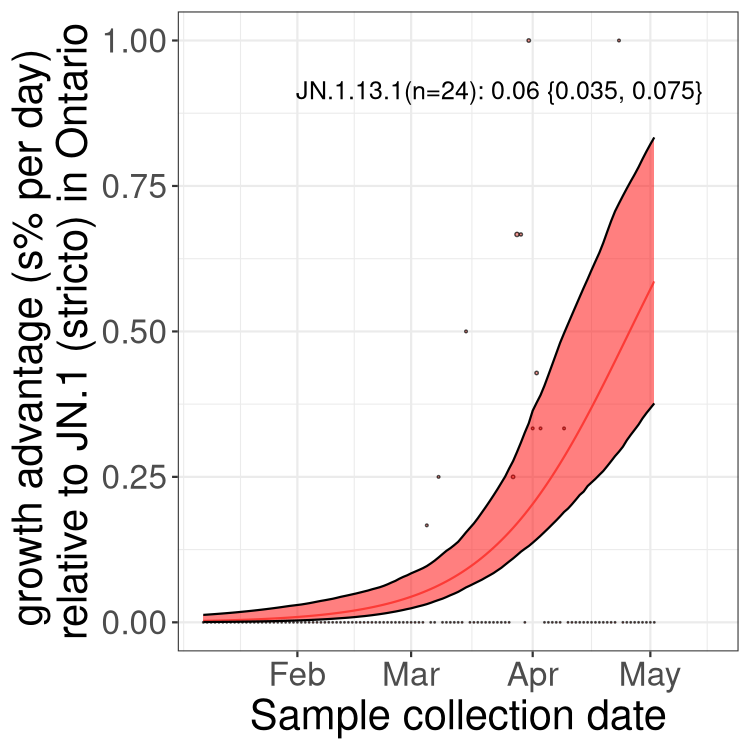 growth advantage (s% per day)
relative to JN.1 (stricto) in Ontario
1.00
JN.1.13.1(n=24): 0.06 {0.035, 0.075}
0.75
0.50
0.25
0.00
Feb Mar Apr May
Sample collection date